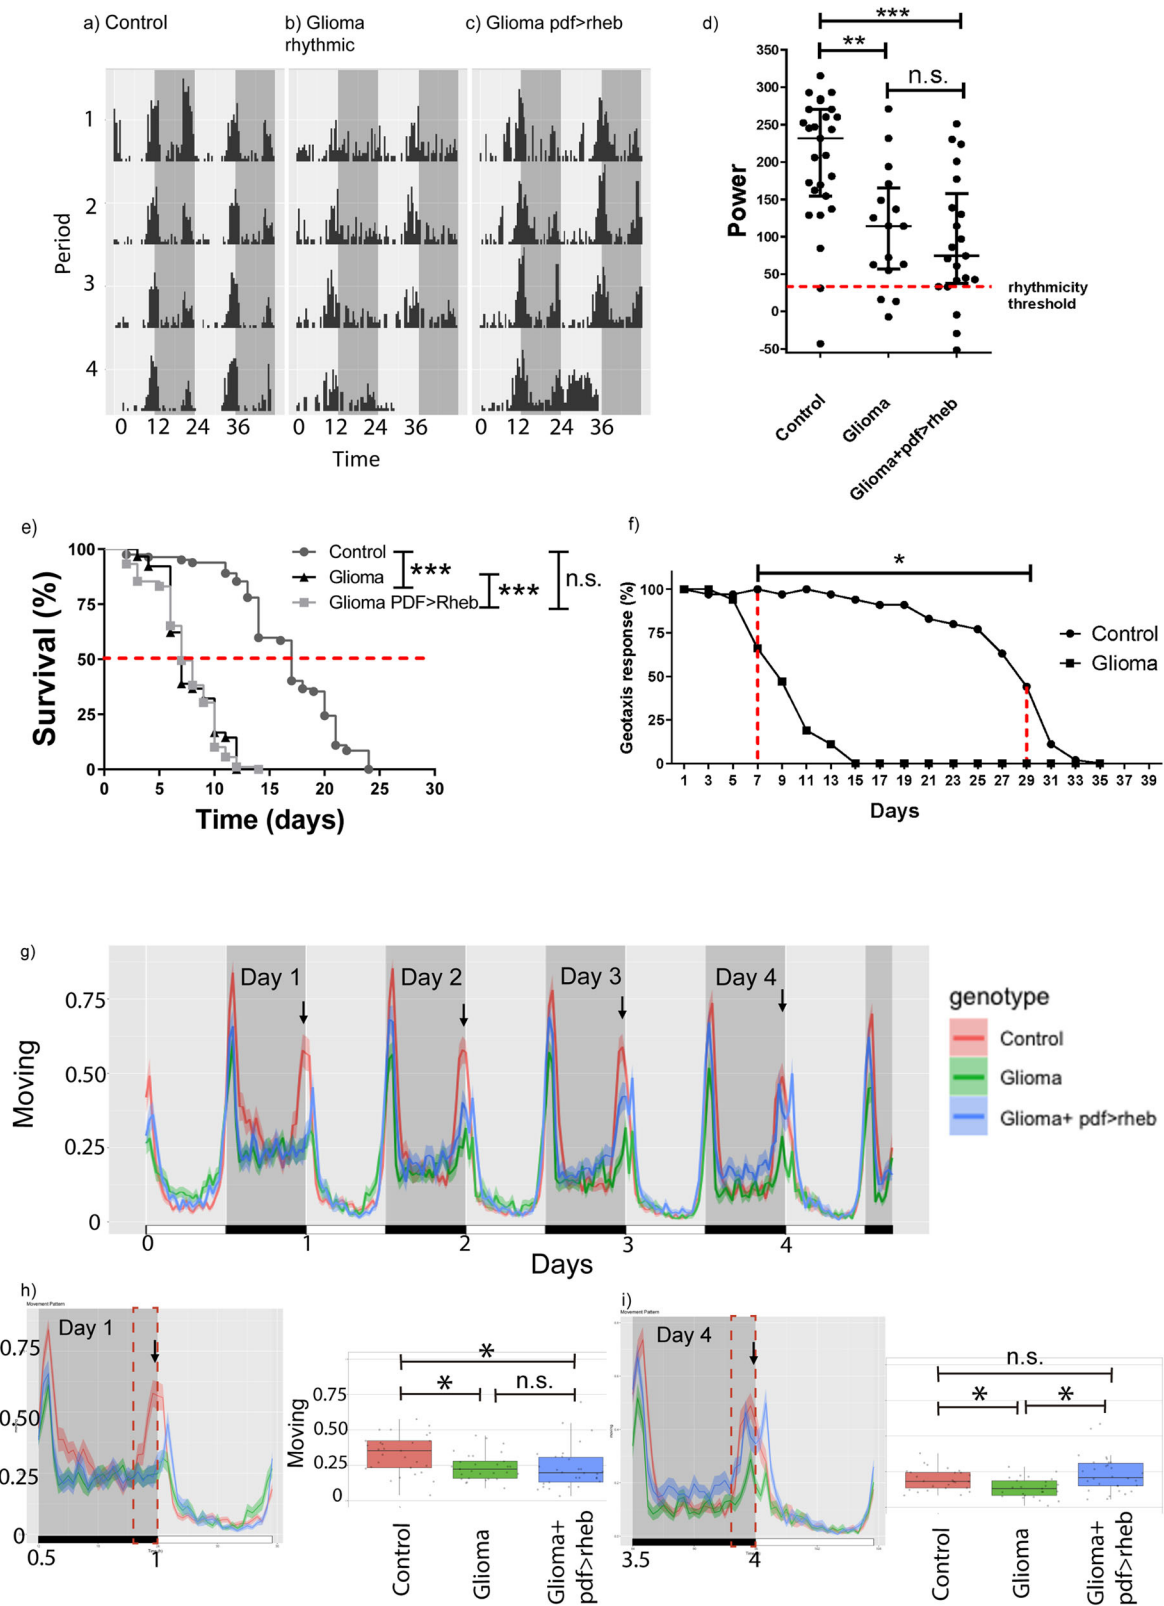 a) Control
b) Glioma
rhythmic
c) Glioma pdf>rheb
Period
1
2
3
4
0 12 24 36
0 12 24 36
0 12 24 36
Time
d)
***
**
n.s.
Power
350
300
250
200
150
100
50
0
-50
rhythmicity
threshold
Control
Glioma
Glioma+pdf>rheb
e)
Survival (%)
100
75
50
25
0
0 5 10 15 20 25 30
Time (days)
Control
Glioma
Glioma PDF>Rheb
***
***
n.s.
f)
*
Geotaxis response (%)
100
75
50
25
0
1 3 5 7 9 11 13 15 17 19 21 23 25 27 29 31 33 35 37 39
Days
Control
Glioma
g)
Moving
0.75
0.50
0.25
0
Day 1
Day 2
Day 3
Day 4
0 1 2 3 4
Days
genotype
Control
Glioma
Glioma+ pdf>rheb
h)
Movement Pattern
Day 1
0.75
0.50
0.25
0
0.5 1
Moving
0.75
0.50
0.25
0
*
*
n.s.
Control
Glioma
Glioma+
pdf>rheb
i)
Movement Pattern
Day 4
3.5 4
n.s.
*
*
Control
Glioma
Glioma+
pdf>rheb